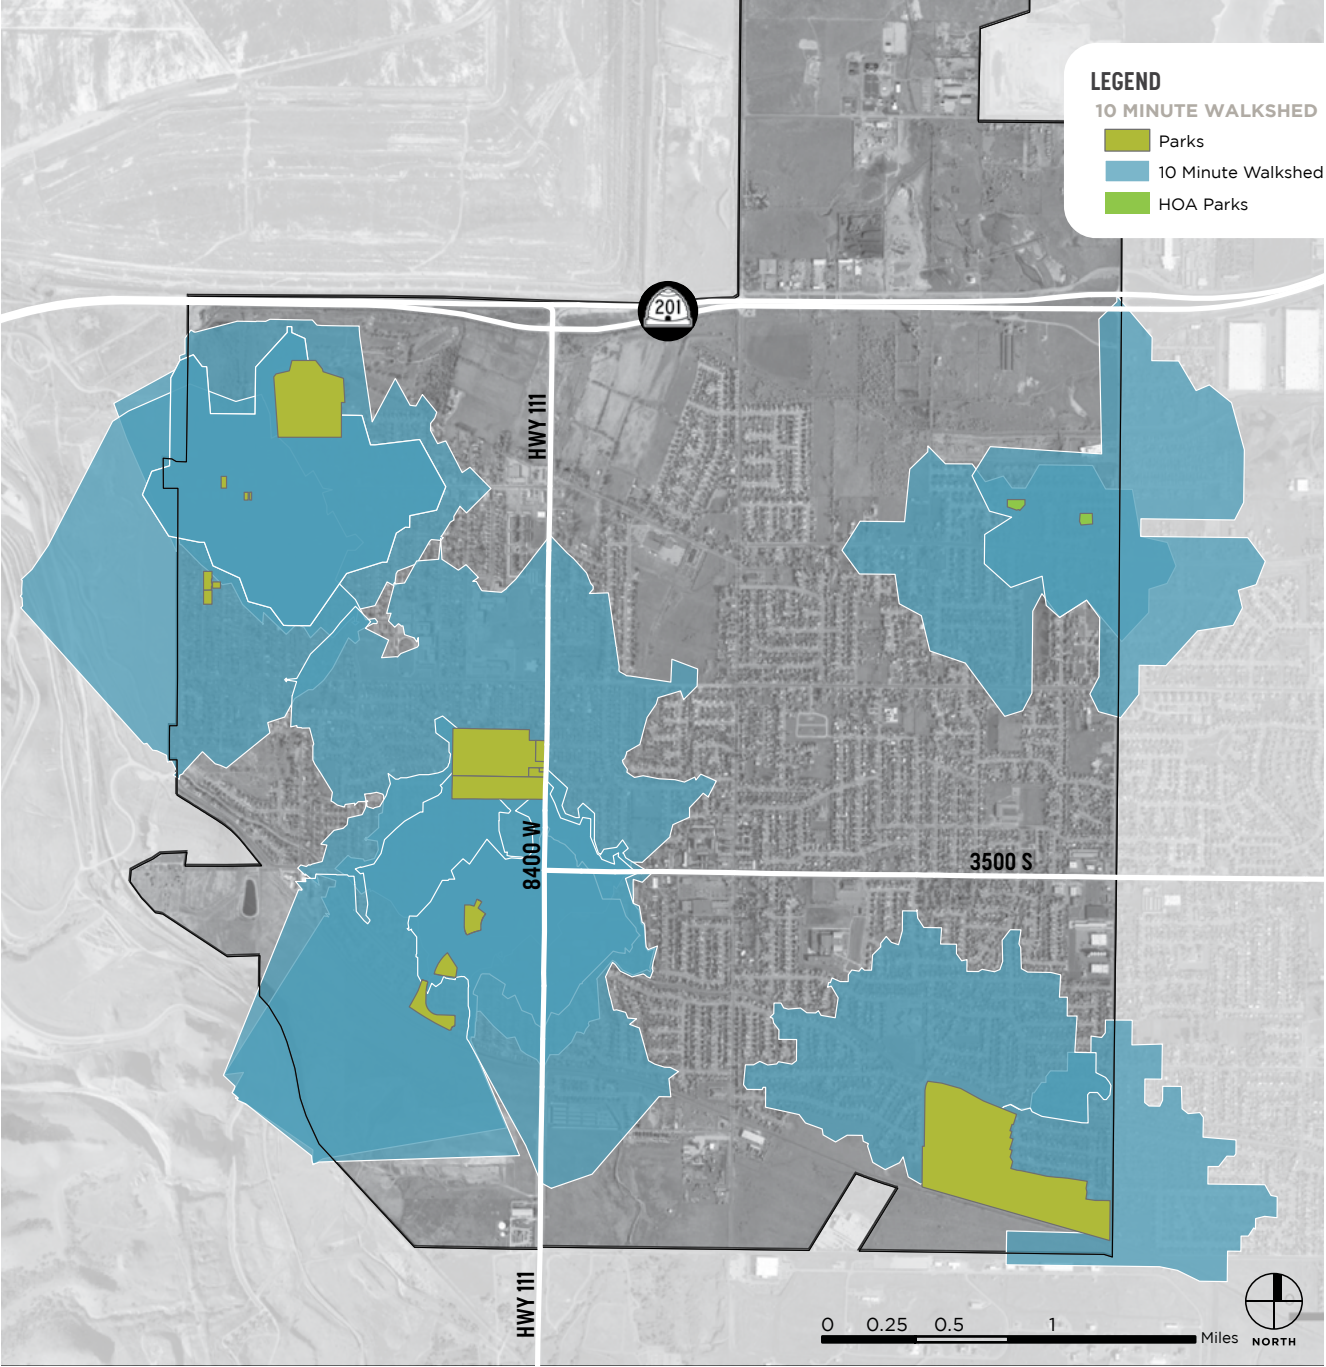 LEGEND
10 MINUTE WALKSHED
Parks
10 Minute Walkshed
HOA Parks
201
HWY 111
8400 W
3500 S
HWY 111
0 0.25 0.5 1
Miles
NORTH